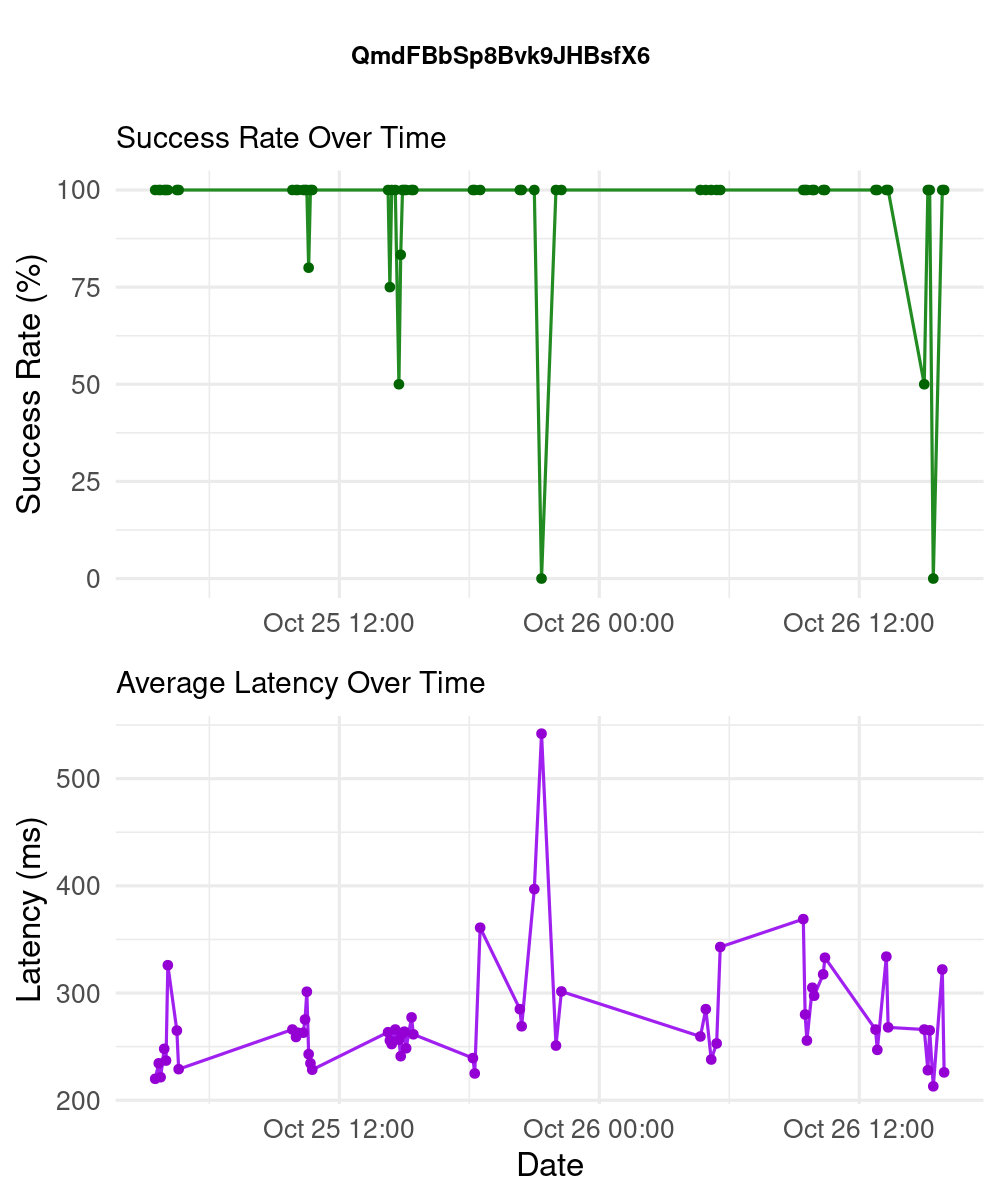 QmdFBbSp8Bvk9JHBsfX6
Success Rate Over Time
Success Rate (%)
100
75
50
25
0
Oct 25 12:00 Oct 26 00:00 Oct 26 12:00
Average Latency Over Time
Latency (ms)
500
400
300
200
Oct 25 12:00 Oct 26 00:00 Oct 26 12:00
Date